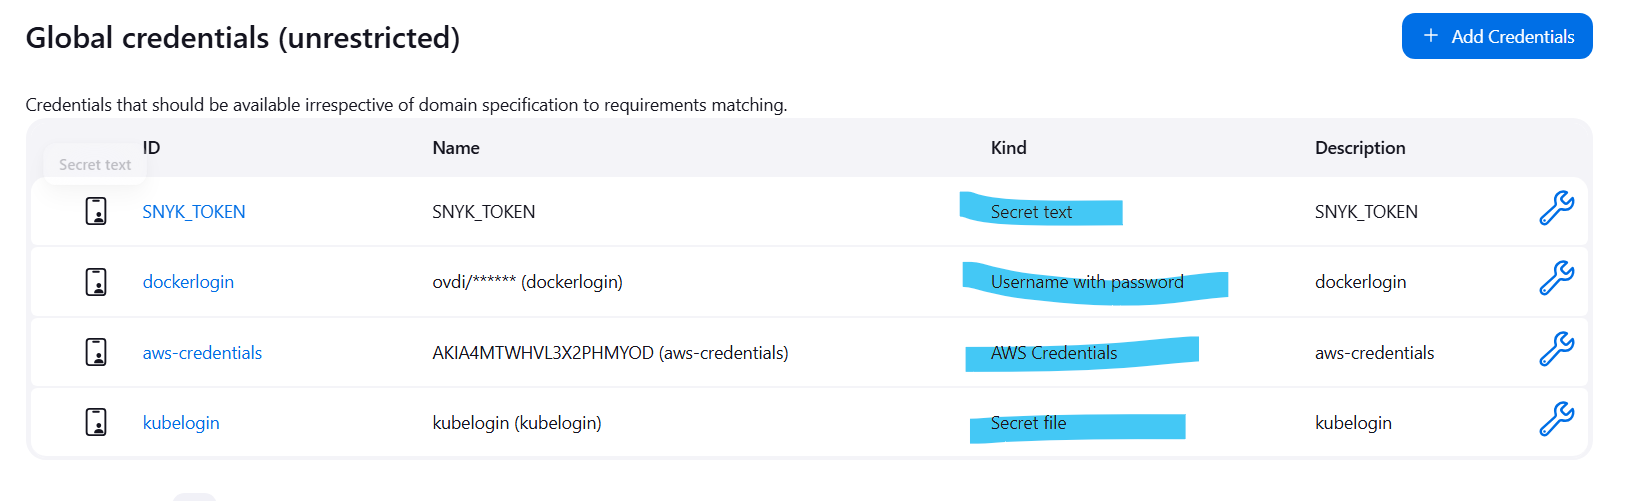 Global credentials (unrestricted)
+ Add Credentials
Credentials that should be available irrespective of domain specification to requirements matching.
ID Name Kind Description
Secret text
SNYK_TOKEN SNYK_TOKEN Secret text SNYK_TOKEN
dockerlogin ovdi/****** (dockerlogin) Username with password dockerlogin
aws-credentials AKIA4MTWHVL3X2PHMYOD (aws-credentials) AWS Credentials aws-credentials
kubelogin kubelogin (kubelogin) Secret file kubelogin